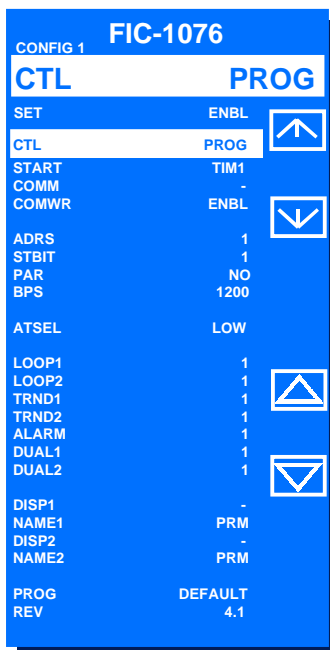 FIC-1076
CONFIG 1
CTL PROG
SET ENBL
CTL PROG
START TIM1
COMM -
COMWR ENBL
ADRS 1
STBIT 1
PAR NO
BPS 1200
ATSEL LOW
LOOP1 1
LOOP2 1
TRND1 1
TRND2 1
ALARM 1
DUAL1 1
DUAL2 1
DISP1 -
NAME1 PRM
DISP2 -
NAME2 PRM
PROG DEFAULT
REV 4.1